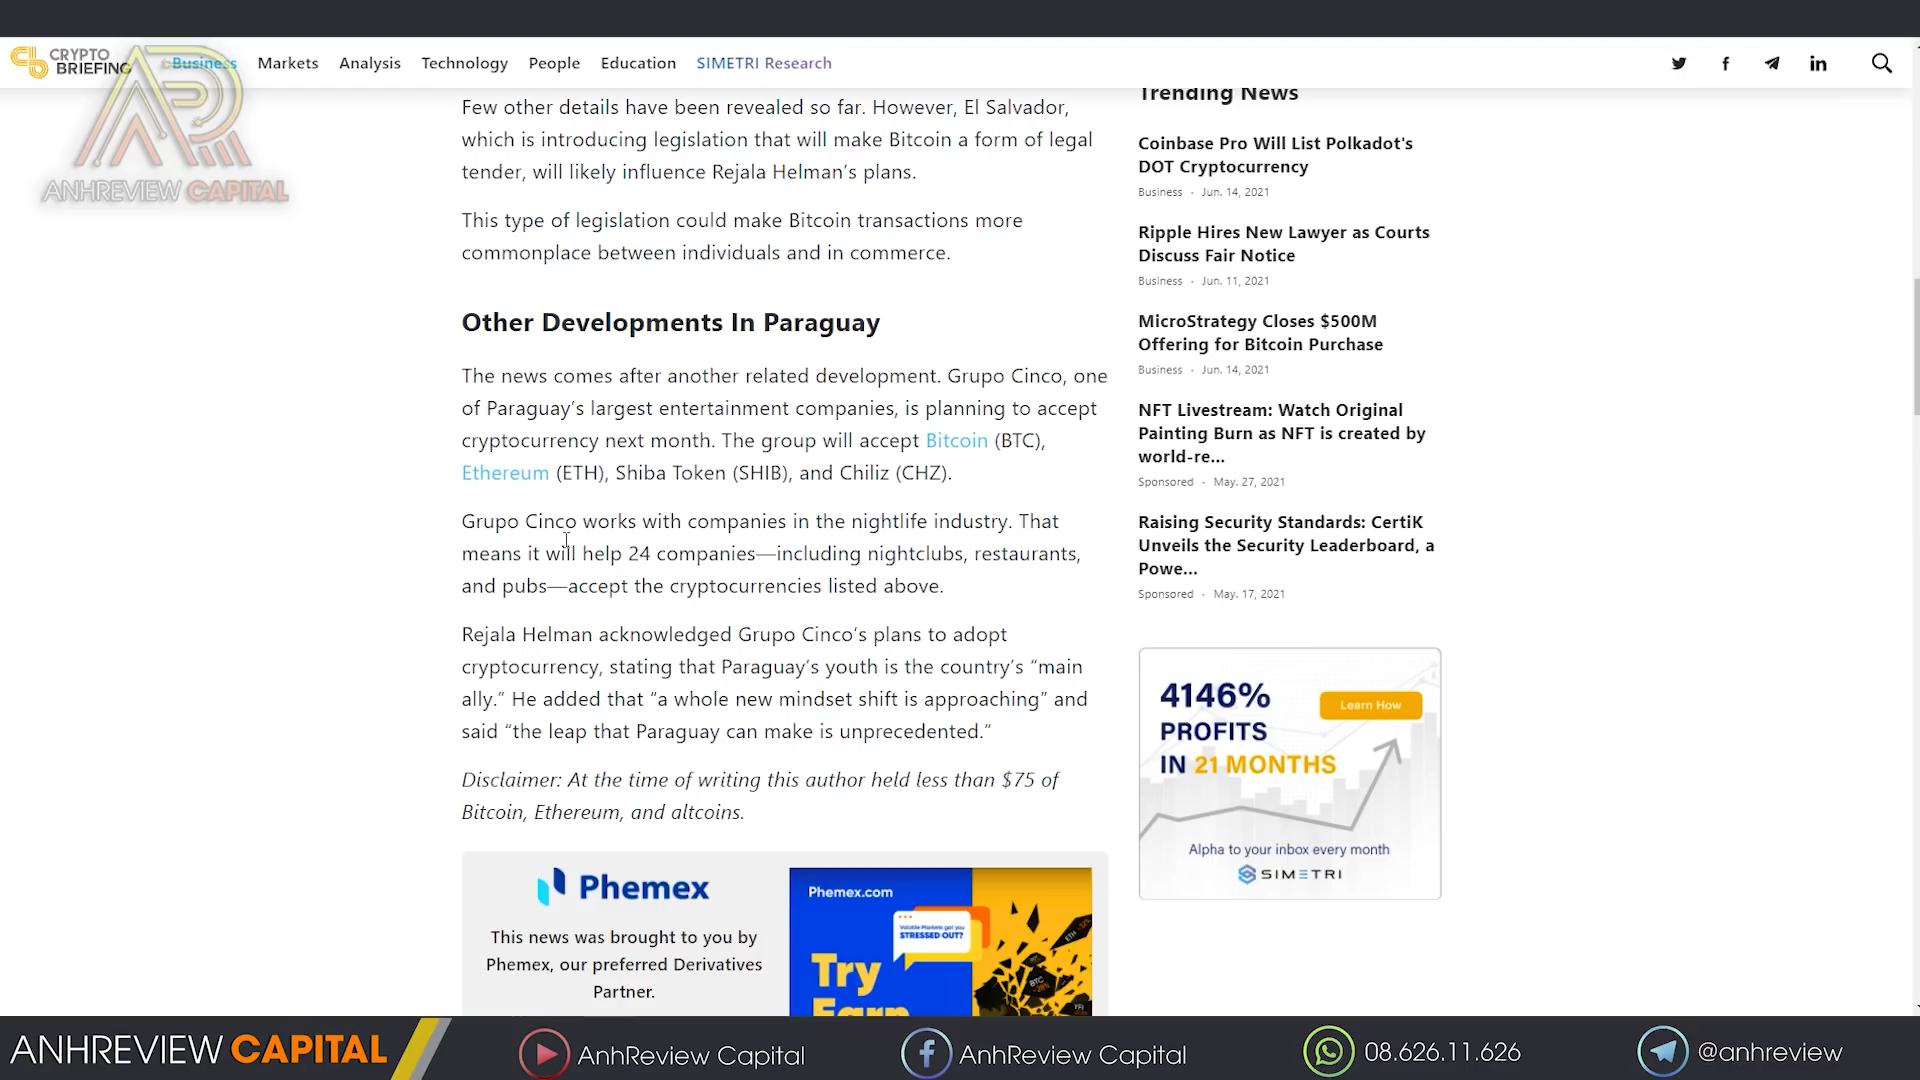 CRYPTO
BRIEFING
Business
Markets
Analysis
Technology
People
Education
SIMETRI Research
ANHREVIEW CAPITAL
Few other details have been revealed so far. However, El Salvador,
which is introducing legislation that will make Bitcoin a form of legal
tender, will likely influence Rejala Helman’s plans.
This type of legislation could make Bitcoin transactions more
commonplace between individuals and in commerce.
Other Developments In Paraguay
The news comes after another related development. Grupo Cinco, one
of Paraguay’s largest entertainment companies, is planning to accept
cryptocurrency next month. The group will accept Bitcoin (BTC),
Ethereum (ETH), Shiba Token (SHIB), and Chiliz (CHZ).
Grupo Cinco works with companies in the nightlife industry. That
means it will help 24 companies—including nightclubs, restaurants,
and pubs—accept the cryptocurrencies listed above.
Rejala Helman acknowledged Grupo Cinco’s plans to adopt
cryptocurrency, stating that Paraguay’s youth is the country’s “main
ally.” He added that “a whole new mindset shift is approaching” and
said “the leap that Paraguay can make is unprecedented.”
Disclaimer: At the time of writing this author held less than $75 of
Bitcoin, Ethereum, and altcoins.
Phemex
This news was brought to you by
Phemex, our preferred Derivatives
Partner.
Phemex.com
Volatile Markets got you
STRESSED OUT?
Try
Earn
ETH -12%
BTC
-28%
YFI
Trending News
Coinbase Pro Will List Polkadot's
DOT Cryptocurrency
Business - Jun. 14, 2021
Ripple Hires New Lawyer as Courts
Discuss Fair Notice
Business - Jun. 11, 2021
MicroStrategy Closes $500M
Offering for Bitcoin Purchase
Business - Jun. 14, 2021
NFT Livestream: Watch Original
Painting Burn as NFT is created by
world-re...
Sponsored - May. 27, 2021
Raising Security Standards: CertiK
Unveils the Security Leaderboard, a
Powe...
Sponsored - May. 17, 2021
4146%
PROFITS
IN 21 MONTHS
Learn How
Alpha to your inbox every month
SIMETRI
ANHREVIEW CAPITAL
AnhReview Capital
AnhReview Capital
08.626.11.626
@anhreview